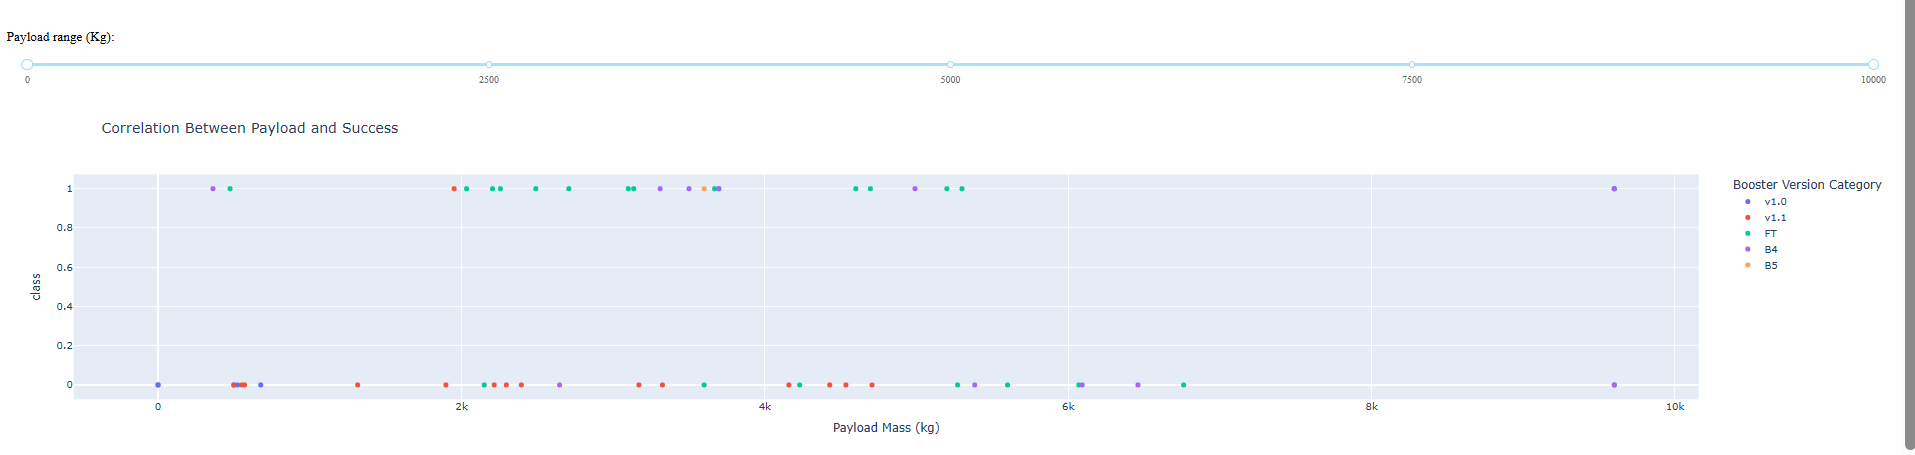 Payload range (Kg):
0 2500 5000 7500 10000
Correlation Between Payload and Success
Booster Version Category
v1.0
v1.1
FT
B4
B5
class
1
0.8
0.6
0.4
0.2
0
0 2k 4k 6k 8k 10k
Payload Mass (kg)